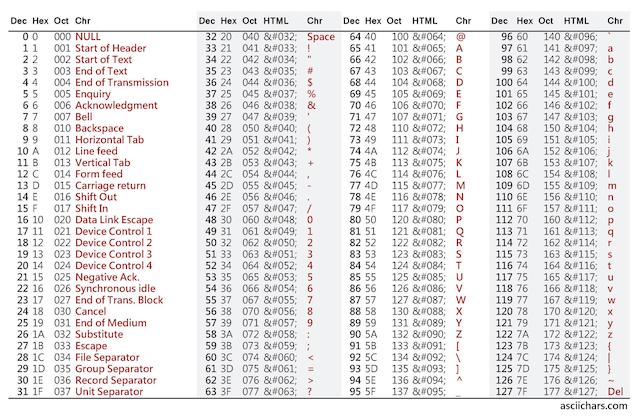 Dec Hex Oct Chr Dec Hex Oct HTML Chr Dec Hex Oct HTML Chr Dec Hex Oct HTML Chr
0 0 000 NULL 32 20 040 &#032; Space 64 40 100 &#064; @ 96 60 140 &#096; `
1 1 001 Start of Header 33 21 041 &#033; ! 65 41 101 &#065; A 97 61 141 &#097; a
2 2 002 Start of Text 34 22 042 &#034; " 66 42 102 &#066; B 98 62 142 &#098; b
3 3 003 End of Text 35 23 043 &#035; # 67 43 103 &#067; C 99 63 143 &#099; c
4 4 004 End of Transmission 36 24 044 &#036; $ 68 44 104 &#068; D 100 64 144 &#100; d
5 5 005 Enquiry 37 25 045 &#037; % 69 45 105 &#069; E 101 65 145 &#101; e
6 6 006 Acknowledgment 38 26 046 &#038; & 70 46 106 &#070; F 102 66 146 &#102; f
7 7 007 Bell 39 27 047 &#039; ' 71 47 107 &#071; G 103 67 147 &#103; g
8 8 010 Backspace 40 28 050 &#040; ( 72 48 110 &#072; H 104 68 150 &#104; h
9 9 011 Horizontal Tab 41 29 051 &#041; ) 73 49 111 &#073; I 105 69 151 &#105; i
10 A 012 Line feed 42 2A 052 &#042; * 74 4A 112 &#074; J 106 6A 152 &#106; j
11 B 013 Vertical Tab 43 2B 053 &#043; + 75 4B 113 &#075; K 107 6B 153 &#107; k
12 C 014 Form feed 44 2C 054 &#044; , 76 4C 114 &#076; L 108 6C 154 &#108; l
13 D 015 Carriage return 45 2D 055 &#045; - 77 4D 115 &#077; M 109 6D 155 &#109; m
14 E 016 Shift Out 46 2E 056 &#046; . 78 4E 116 &#078; N 110 6E 156 &#110; n
15 F 017 Shift In 47 2F 057 &#047; / 79 4F 117 &#079; O 111 6F 157 &#111; o
16 10 020 Data Link Escape 48 30 060 &#048; 0 80 50 120 &#080; P 112 70 160 &#112; p
17 11 021 Device Control 1 49 31 061 &#049; 1 81 51 121 &#081; Q 113 71 161 &#113; q
18 12 022 Device Control 2 50 32 062 &#050; 2 82 52 122 &#082; R 114 72 162 &#114; r
19 13 023 Device Control 3 51 33 063 &#051; 3 83 53 123 &#083; S 115 73 163 &#115; s
20 14 024 Device Control 4 52 34 064 &#052; 4 84 54 124 &#084; T 116 74 164 &#116; t
21 15 025 Negative Ack. 53 35 065 &#053; 5 85 55 125 &#085; U 117 75 165 &#117; u
22 16 026 Synchronous idle 54 36 066 &#054; 6 86 56 126 &#086; V 118 76 166 &#118; v
23 17 027 End of Trans. Block 55 37 067 &#055; 7 87 57 127 &#087; W 119 77 167 &#119; w
24 18 030 Cancel 56 38 070 &#056; 8 88 58 130 &#088; X 120 78 170 &#120; x
25 19 031 End of Medium 57 39 071 &#057; 9 89 59 131 &#089; Y 121 79 171 &#121; y
26 1A 032 Substitute 58 3A 072 &#058; : 90 5A 132 &#090; Z 122 7A 172 &#122; z
27 1B 033 Escape 59 3B 073 &#059; ; 91 5B 133 &#091; [ 123 7B 173 &#123; {
28 1C 034 File Separator 60 3C 074 &#060; < 92 5C 134 &#092; \ 124 7C 174 &#124; |
29 1D 035 Group Separator 61 3D 075 &#061; = 93 5D 135 &#093; ] 125 7D 175 &#125; }
30 1E 036 Record Separator 62 3E 076 &#062; > 94 5E 136 &#094; ^ 126 7E 176 &#126; ~
31 1F 037 Unit Separator 63 3F 077 &#063; ? 95 5F 137 &#095; _ 127 7F 177 &#127; Del
asciichars.com